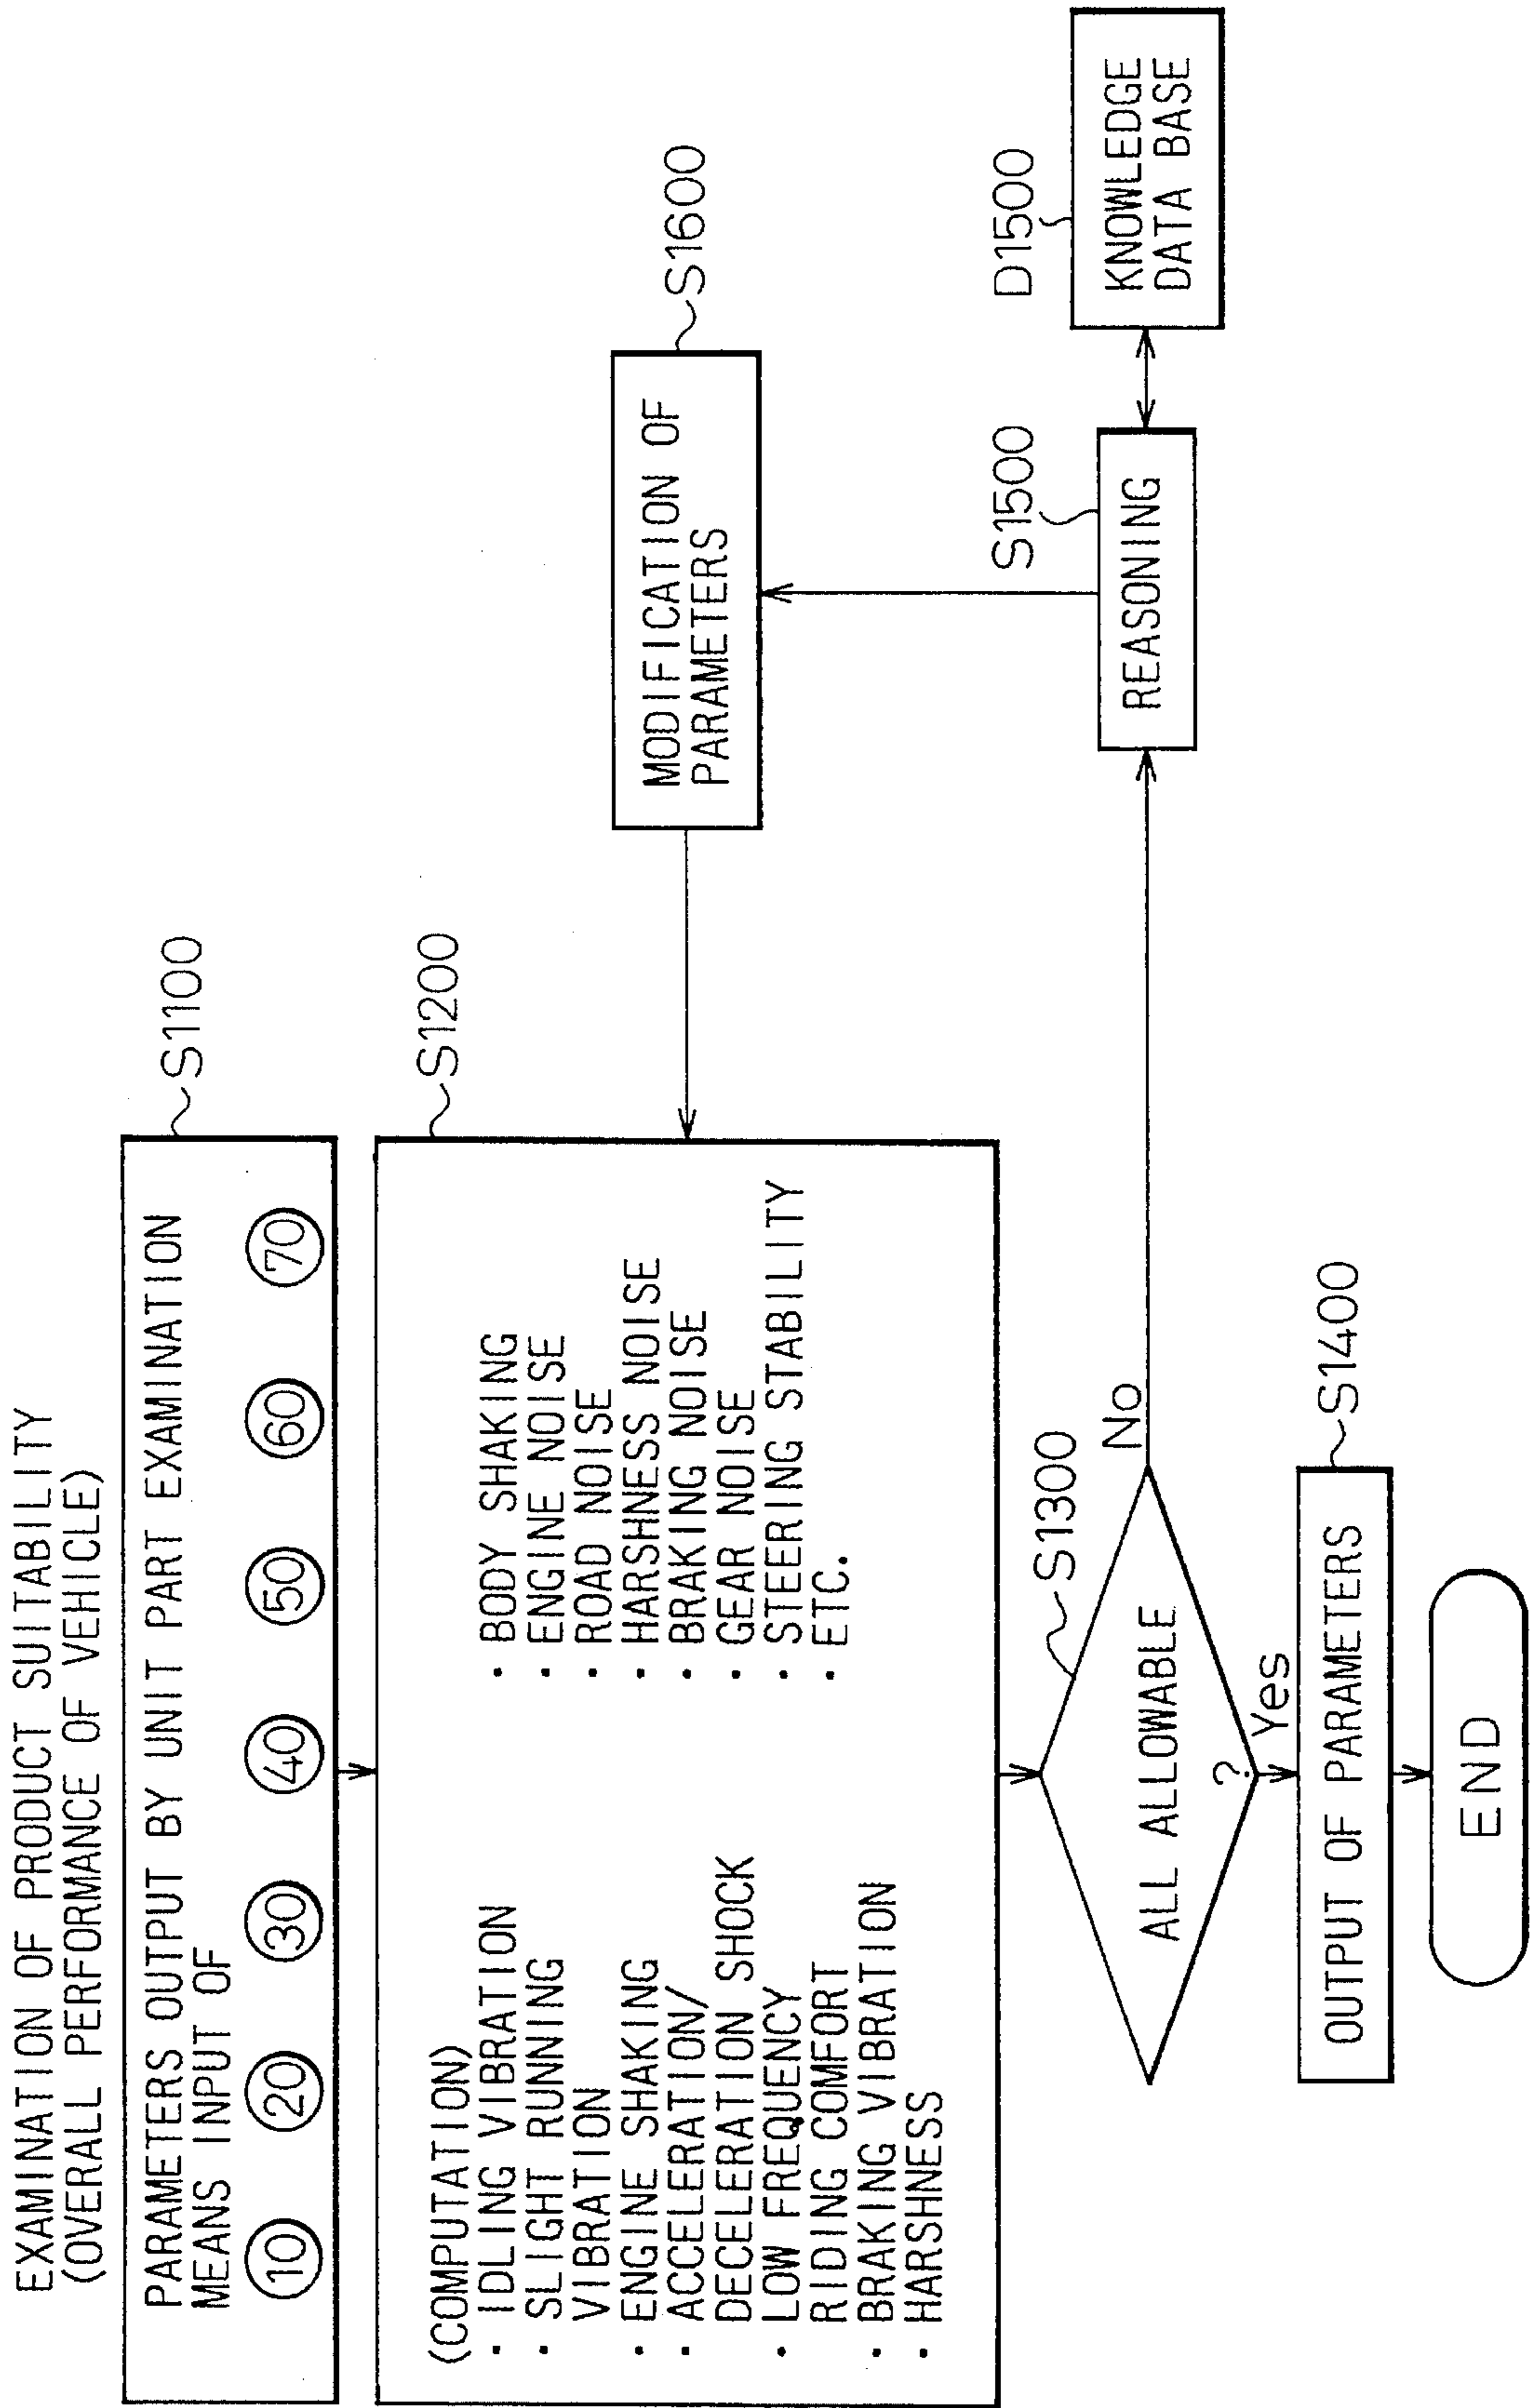 EXAMINATION OF PRODUCT SUITABILITY
(OVERALL PERFORMANCE OF VEHICLE)
S1100
PARAMETERS OUTPUT BY UNIT PART EXAMINATION
MEANS INPUT OF
10 20 30 40 50 60 70
S1200
(COMPUTATION)
· IDLING VIBRATION
· SLIGHT RUNNING
VIBRATION
· ENGINE SHAKING
· ACCELERATION/
DECELERATION SHOCK
· LOW FREQUENCY
RIDING COMFORT
· BRAKING VIBRATION
· HARSHNESS
· BODY SHAKING
· ENGINE NOISE
· ROAD NOISE
· HARSHNESS NOISE
· BRAKING NOISE
· GEAR NOISE
· STEERING STABILITY
· ETC.
S1600
MODIFICATION OF
PARAMETERS
S1300
ALL ALLOWABLE
?
No
Yes
S1500
REASONING
D1500
KNOWLEDGE
DATA BASE
S1400
OUTPUT OF PARAMETERS
END